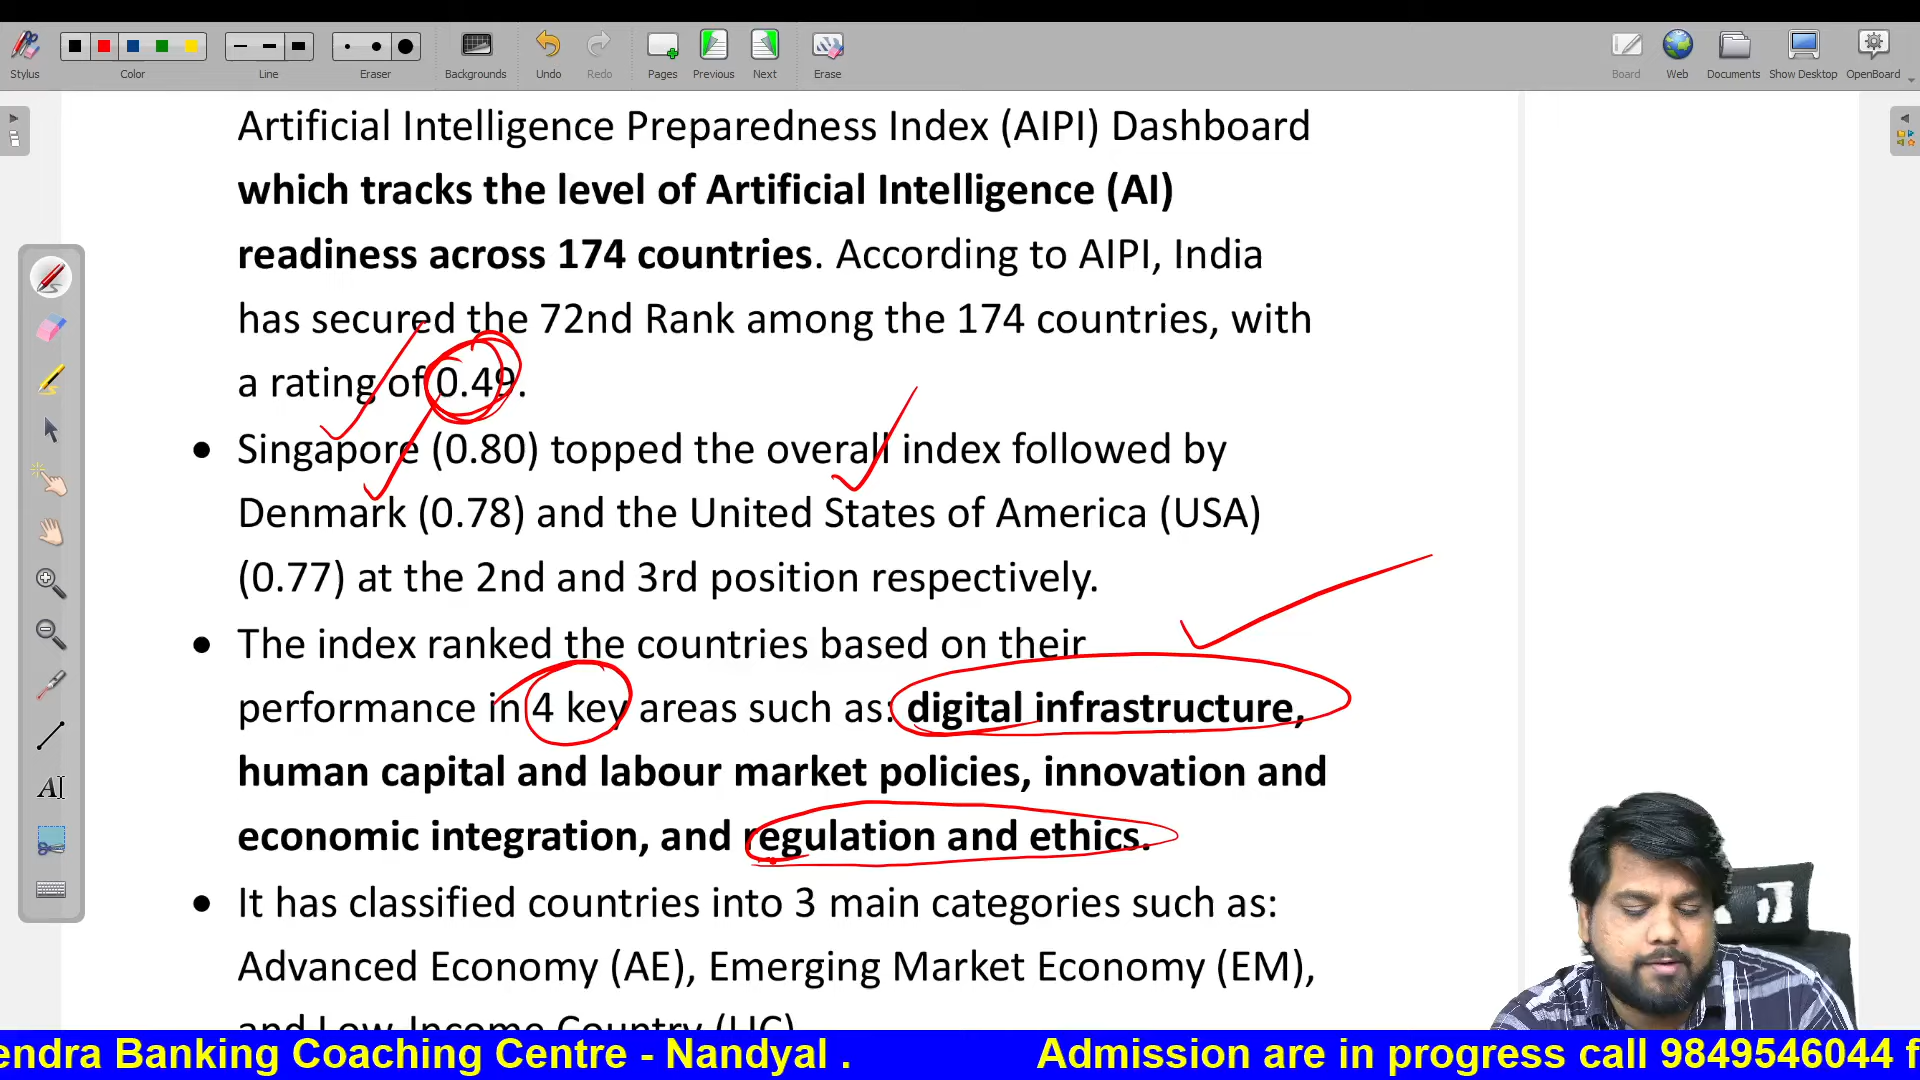 Stylus
Color
Line
Eraser
Backgrounds
Undo
Redo
Pages
Previous
Next
Erase
Board
Web
Documents
Show Desktop
OpenBoard
Artificial Intelligence Preparedness Index (AIPI) Dashboard
which tracks the level of Artificial Intelligence (AI)
readiness across 174 countries. According to AIPI, India
has secured the 72nd Rank among the 174 countries, with
a rating of 0.49.
• Singapore (0.80) topped the overall index followed by
Denmark (0.78) and the United States of America (USA)
(0.77) at the 2nd and 3rd position respectively.
• The index ranked the countries based on their
performance in 4 key areas such as: digital infrastructure,
human capital and labour market policies, innovation and
economic integration, and regulation and ethics.
• It has classified countries into 3 main categories such as:
Advanced Economy (AE), Emerging Market Economy (EM),
and Low-Income Country (LIC)
endra Banking Coaching Centre - Nandyal . Admission are in progress call 9849546044 f